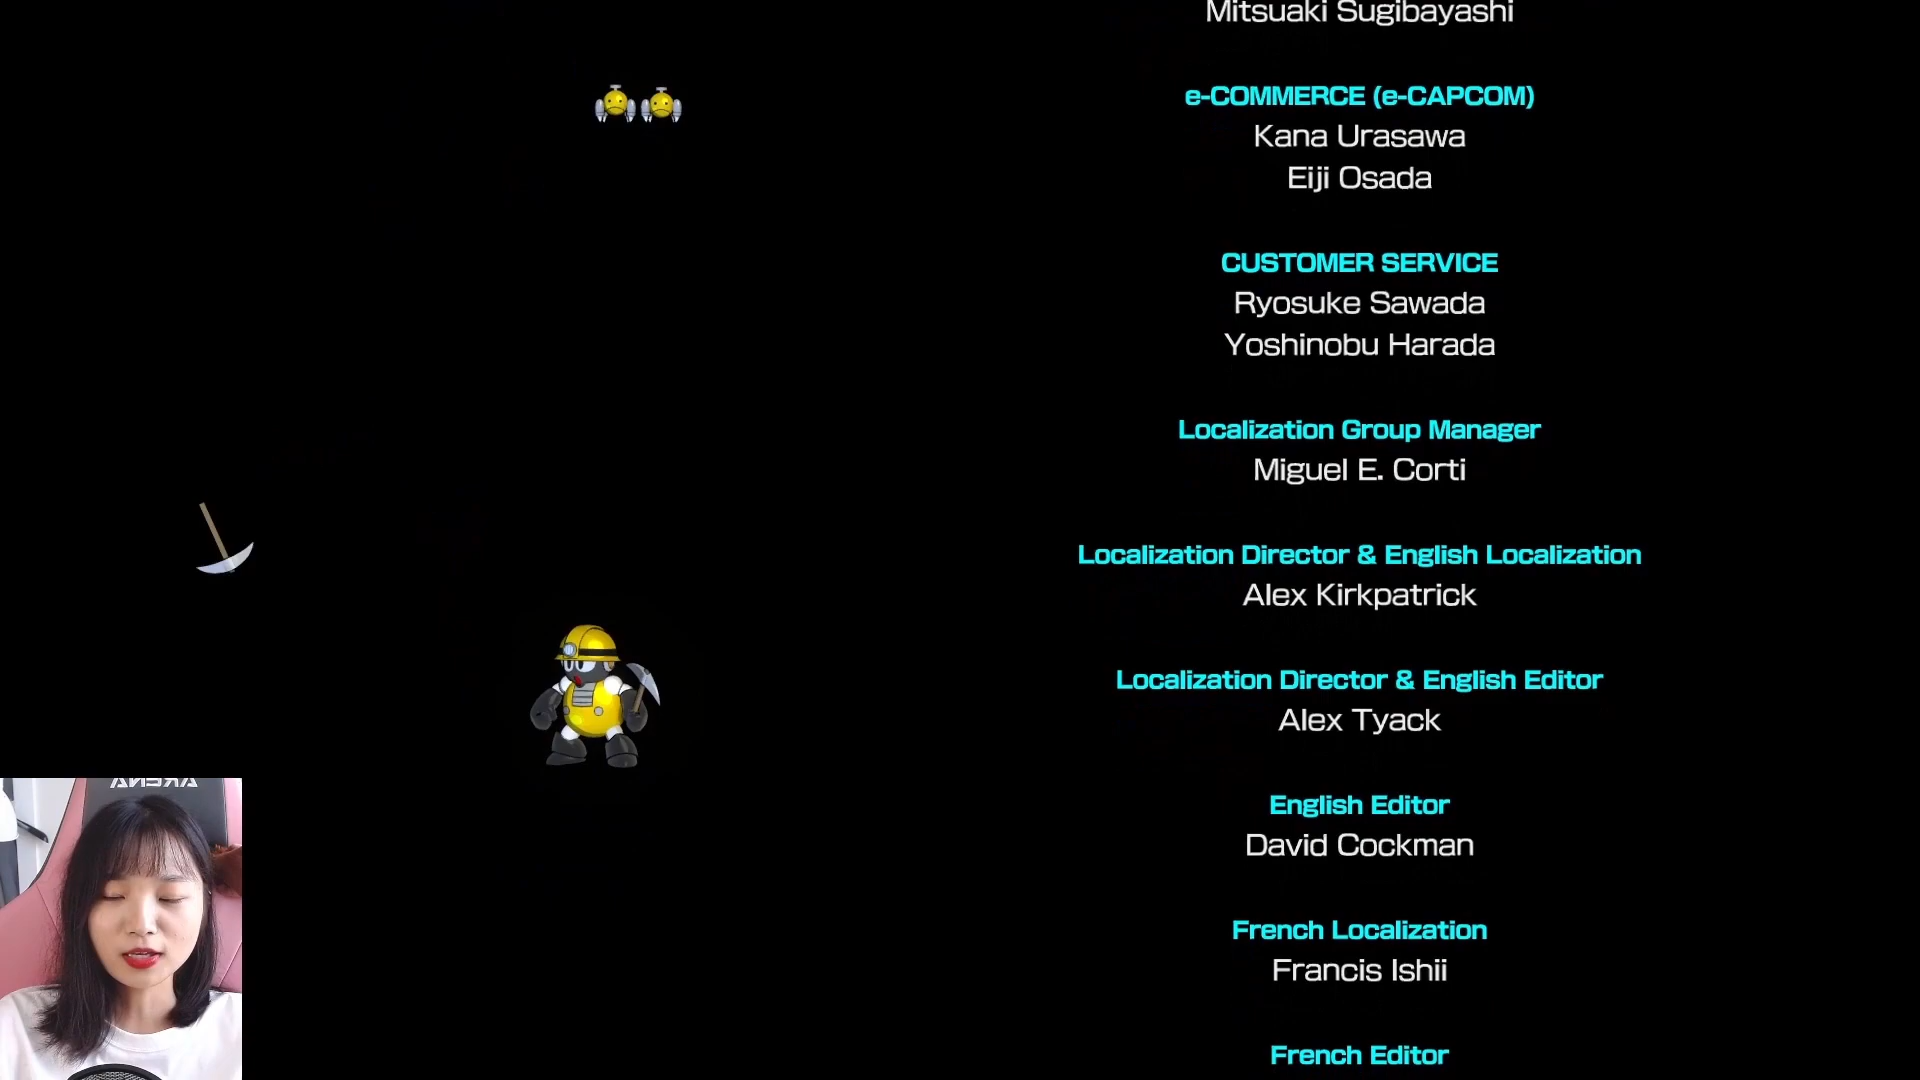 Mitsuaki Sugibayashi
e-COMMERCE (e-CAPCOM)
Kana Urasawa
Eiji Osada
CUSTOMER SERVICE
Ryosuke Sawada
Yoshinobu Harada
Localization Group Manager
Miguel E. Corti
Localization Director & English Localization
Alex Kirkpatrick
Localization Director & English Editor
Alex Tyack
English Editor
David Cockman
French Localization
Francis Ishii
French Editor
ARENA